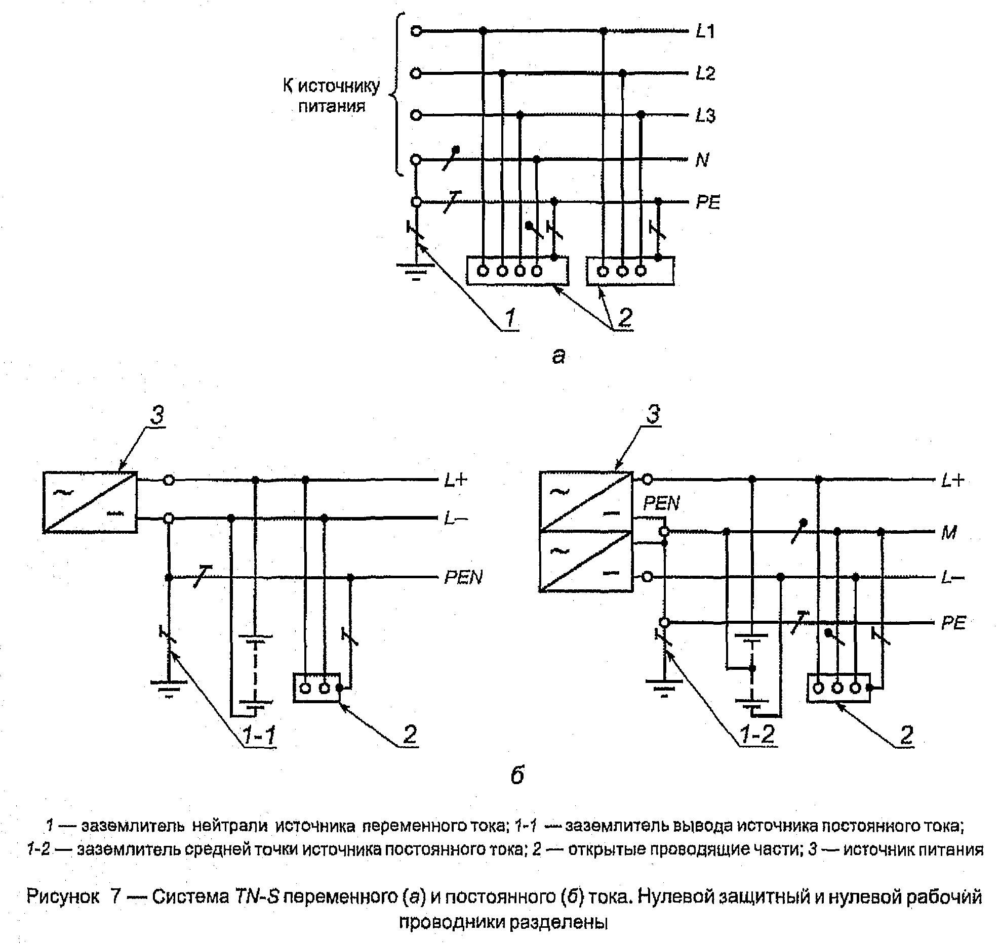 L1
К источнику
питания
L2
L3
N
PE
1
2
а
3
L+
L–
PEN
1-1
2
3
L+
PEN
M
L–
PE
1-2
2
б
1 — заземлитель нейтрали источника переменного тока; 1-1 — заземлитель вывода источника постоянного тока;
1-2 — заземлитель средней точки источника постоянного тока; 2 — открытые проводящие части; 3 — источник питания
Рисунок 7 — Система TN-S переменного (а) и постоянного (б) тока. Нулевой защитный и нулевой рабочий
проводники разделены